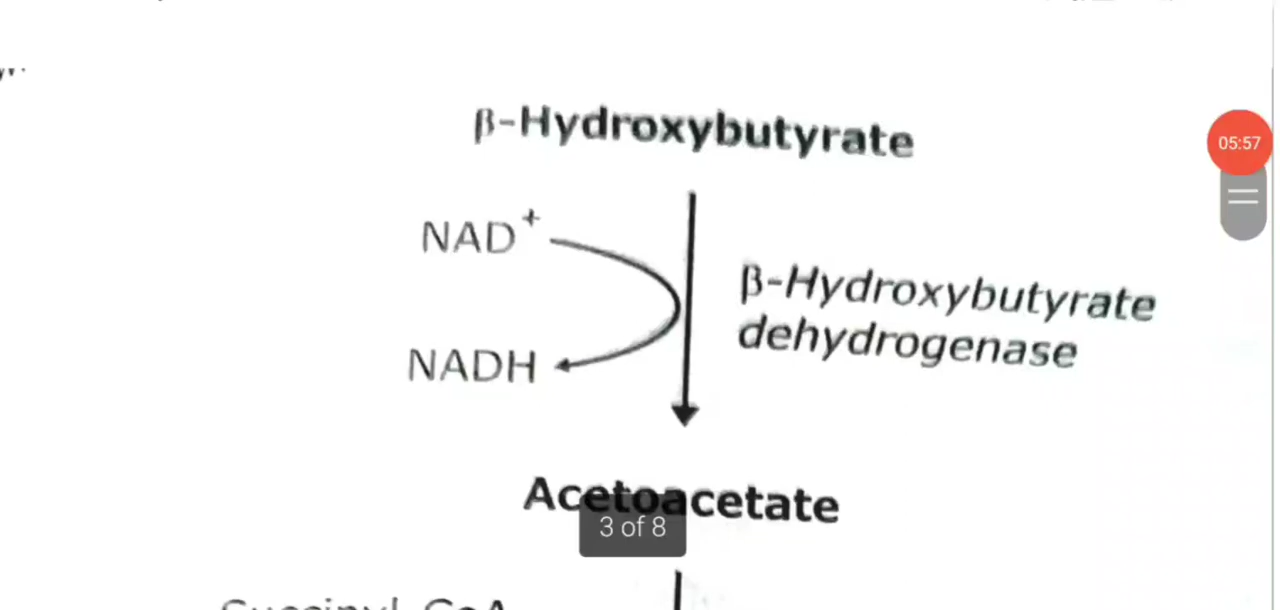 β-Hydroxybutyrate
05:57
NAD⁺
β-Hydroxybutyrate
dehydrogenase
NADH
Acetoacetate
3 of 8